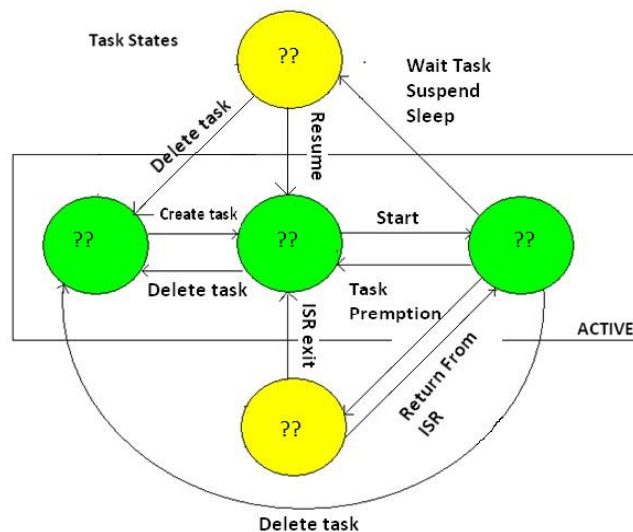 Task States
??
Wait Task
Suspend
Sleep
Delete task
Resume
??
Create task
??
Start
??
Delete task
Task
Premption
ISR exit
ACTIVE
Return From
ISR
??
Delete task